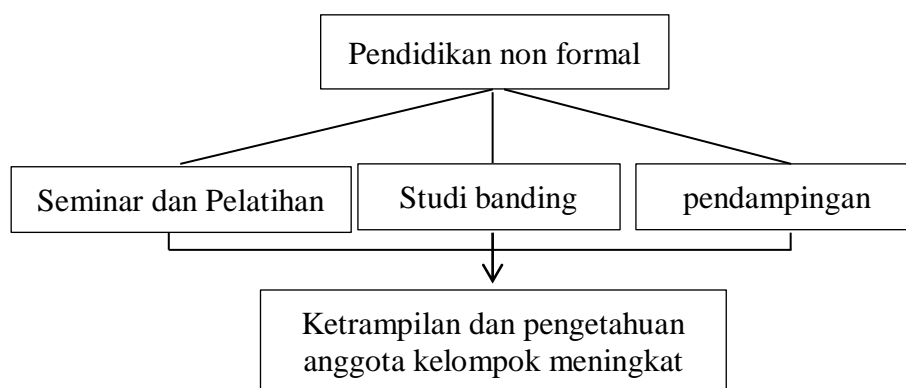 Pendidikan non formal
Seminar dan Pelatihan
Studi banding
pendampingan
Ketrampilan dan pengetahuan
anggota kelompok meningkat